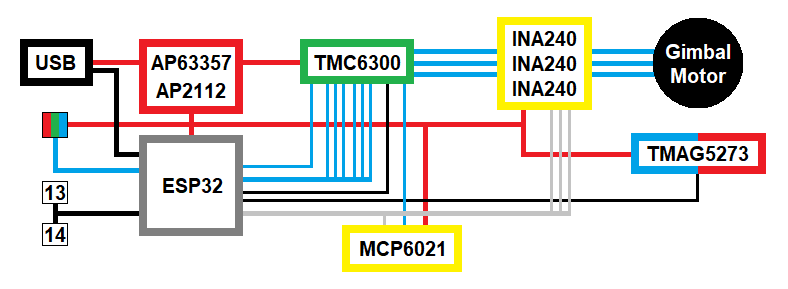 USB
AP63357
AP2112
TMC6300
INA240
INA240
INA240
Gimbal
Motor
ESP32
TMAG5273
13
14
MCP6021